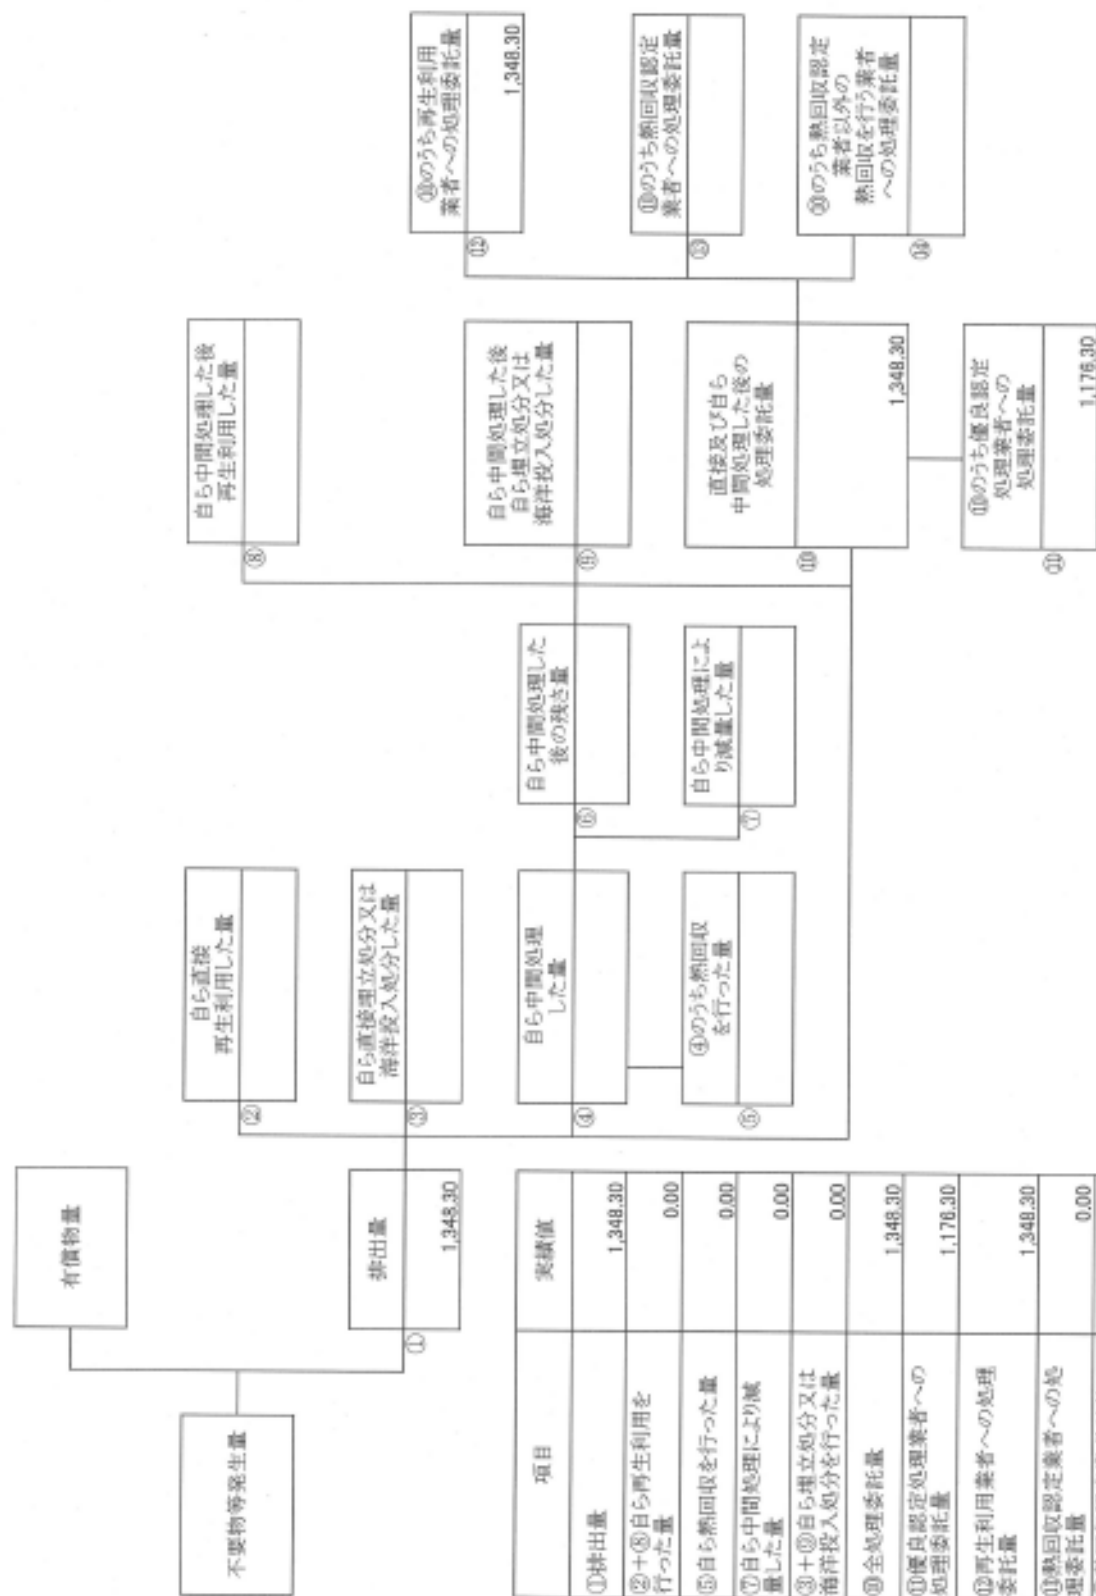 不要物等発生量
有償物量
排出量
①
1,348.30
自ら直接
再生利用した量
②
自ら直接埋立処分又は
海洋投入処分した量
③
自ら中間処理
した量
④
④のうち熱回収
を行った量
⑤
自ら中間処理した
後の残さ量
⑥
自ら中間処理によ
り減量した量
⑦
自ら中間処理した後
再生利用した量
⑧
自ら中間処理した後
自ら埋立処分又は
海洋投入処分した量
⑨
直接及び自ら
中間処理した後の
処理委託量
⑩
1,348.30
⑩のうち優良認定
処理業者への
処理委託量
⑪
1,176.30
⑩のうち再生利用
業者への処理委託量
⑫
1,348.30
⑩のうち熱回収認定
業者への処理委託量
⑬
⑩のうち熱回収認定
業者以外の
熱回収を行う業者
への処理委託量
⑭
項目 実績値
①排出量 1,348.30
②+⑧自ら再生利用を
行った量 0.00
⑤自ら熱回収を行った量 0.00
⑦自ら中間処理により減
量した量 0.00
③+⑨自ら埋立処分又は
海洋投入処分を行った量 0.00
⑩全処理委託量 1,348.30
⑪優良認定処理業者への
処理委託量 1,176.30
⑫再生利用業者への処理
委託量 1,348.30
⑬熱回収認定業者への処
理委託量 0.00